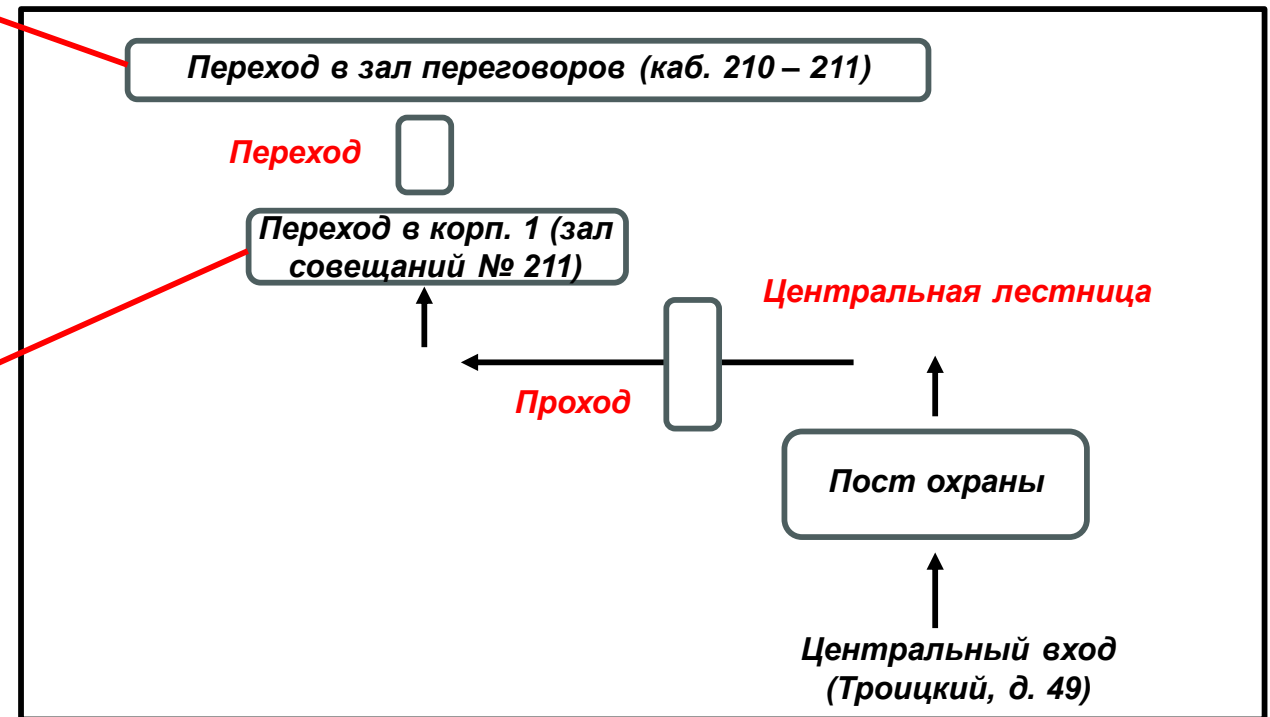 Переход в зал переговоров (каб. 210 – 211)
Переход
Переход в корп. 1 (зал
совещаний № 211)
Центральная лестница
Проход
Пост охраны
Центральный вход
(Троицкий, д. 49)